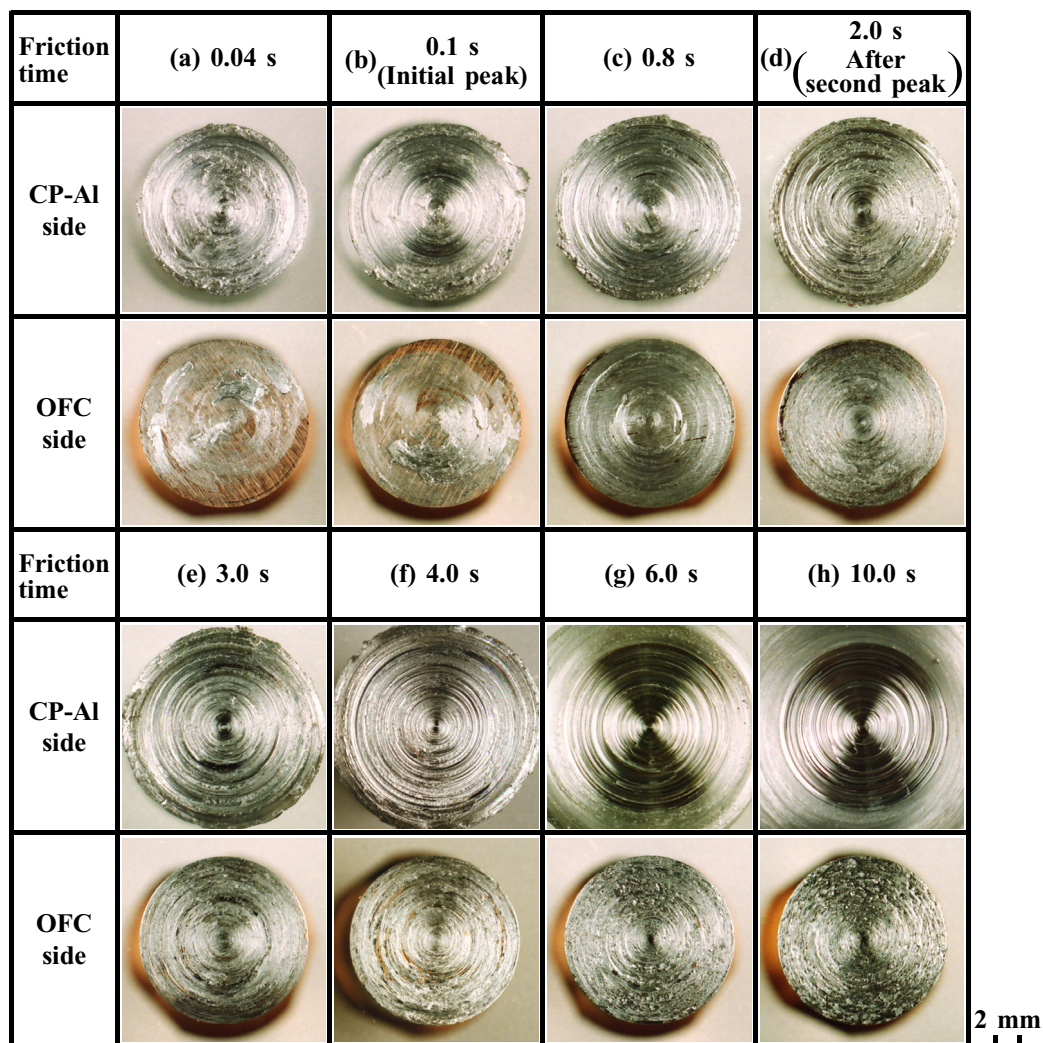 Friction time
(a) 0.04 s
(b) 0.1 s (Initial peak)
(c) 0.8 s
(d) 2.0 s (After second peak)
CP-Al side
OFC side
Friction time
(e) 3.0 s
(f) 4.0 s
(g) 6.0 s
(h) 10.0 s
CP-Al side
OFC side
2 mm